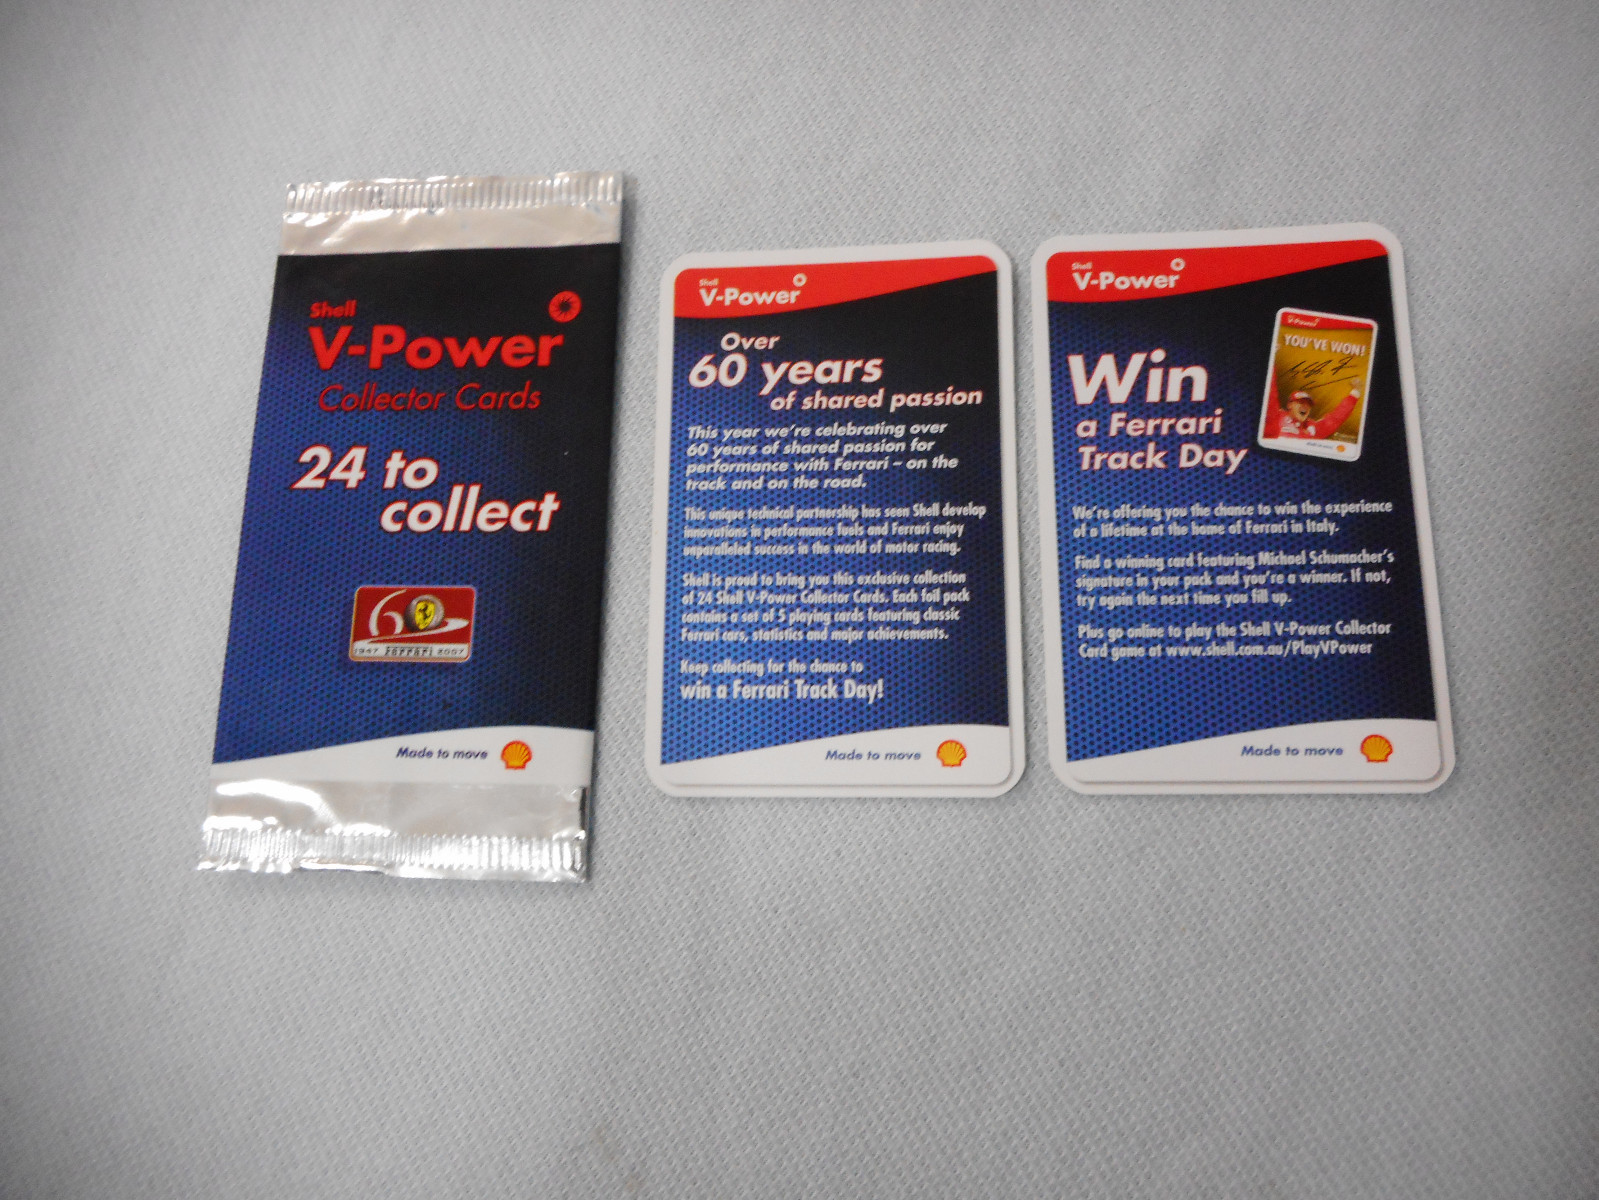 Shell
V-Power
Collector Cards
24 to
collect
60
1947 Ferrari 2007
Made to move
Shell
V-Power
Over
60 years
of shared passion
This year we're celebrating over
60 years of shared passion for
performance with Ferrari – on the
track and on the road.
This unique technical partnership has seen Shell develop
innovations in performance fuels and Ferrari enjoy
unparalleled success in the world of motor racing.
Shell is proud to bring you this exclusive collection
of 24 Shell V-Power Collector Cards. Each foil pack
contains a set of 5 playing cards featuring classic
Ferrari cars, statistics and major achievements.
Keep collecting for the chance to
win a Ferrari Track Day!
Made to move
Shell
V-Power
V-Power
YOU'VE WON!
Win
a Ferrari
Track Day
We're offering you the chance to win the experience
of a lifetime at the home of Ferrari in Italy.
Find a winning card featuring Michael Schumacher's
signature in your pack and you're a winner. If not,
try again the next time you fill up.
Plus go online to play the Shell V-Power Collector
Card game at www.shell.com.au/PlayVPower
Made to move